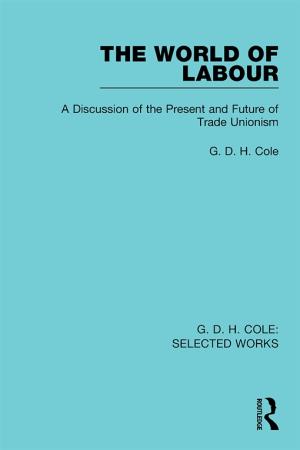 THE WORLD OF
LABOUR
A Discussion of the Present and Future of
Trade Unionism
G. D. H. Cole
G. D. H. COLE:
SELECTED WORKS
ROUTLEDGE